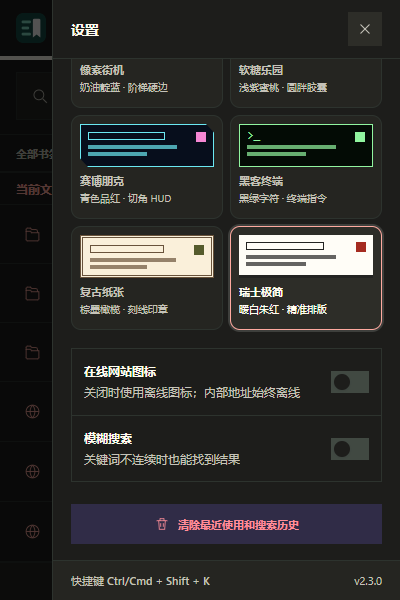 设置
像素街机
奶油靛蓝 · 阶梯硬边
软糖乐园
浅紫蜜桃 · 圆胖胶囊
赛博朋克
青色品红 · 切角 HUD
>_
黑客终端
黑绿字符 · 终端指令
复古纸张
棕墨橄榄 · 刻线印章
瑞士极简
暖白朱红 · 精准排版
全部书签
当前文
在线网站图标
关闭时使用离线图标；内部地址始终离线
模糊搜索
关键词不连续时也能找到结果
清除最近使用和搜索历史
快捷键 Ctrl/Cmd + Shift + K
v2.3.0